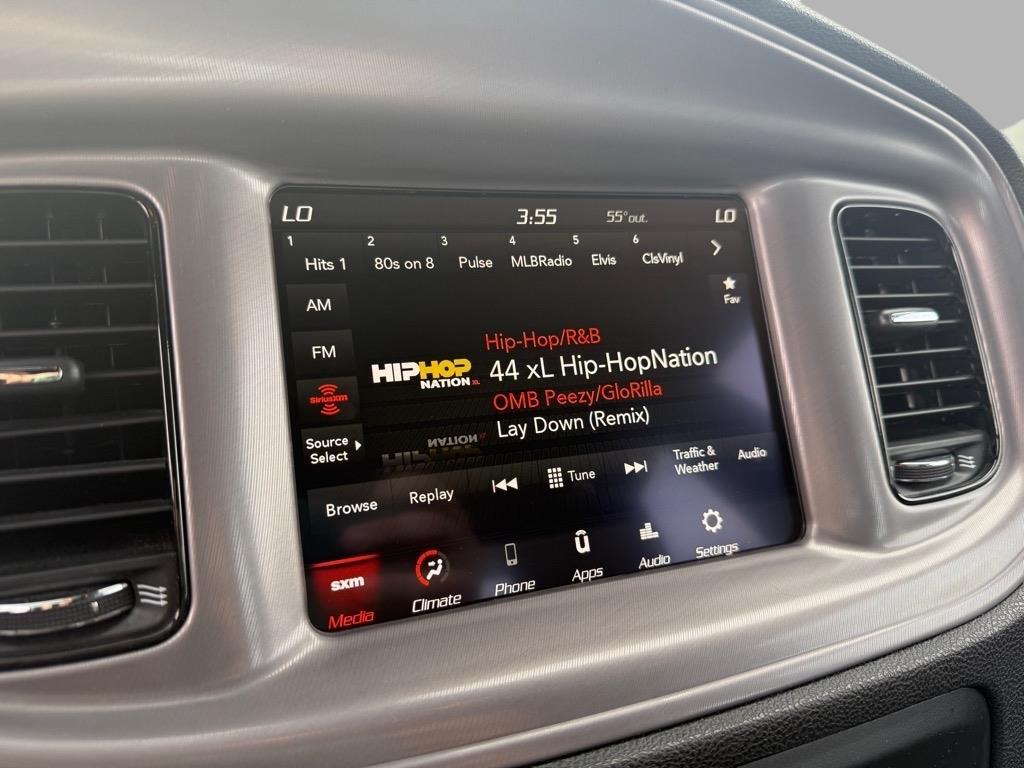 LO 3:55 55°out. LO
1 2 3 4 5 6
Hits 1 80s on 8 Pulse MLBRadio Elvis ClsVinyl
AM
Fav
FM
Hip-Hop/R&B
HIPHOP
NATION XL
44 xL Hip-HopNation
SiriusXM
OMB Peezy/GloRilla
Lay Down (Remix)
Source
Select
Browse Replay Tune
Traffic &
Weather
Audio
sxm
Media Climate Phone Apps Audio Settings